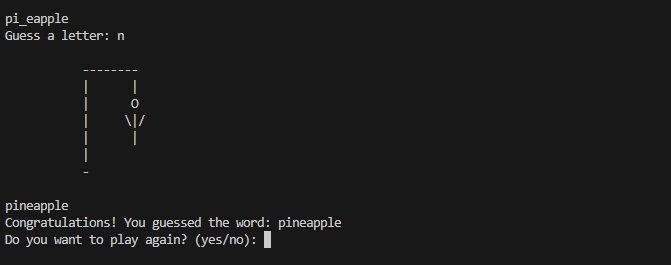 pi_eapple
Guess a letter: n
--------
|      |
|      O
|     \|/
|      |
|
-
pineapple
Congratulations! You guessed the word: pineapple
Do you want to play again? (yes/no):